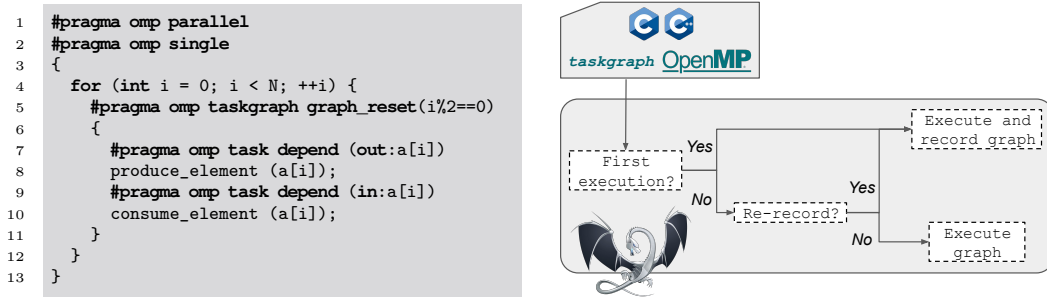 1 #pragma omp parallel
2 #pragma omp single
3 {
4 for (int i = 0; i < N; ++i) {
5 #pragma omp taskgraph graph_reset(i%2==0)
6 {
7 #pragma omp task depend (out:a[i])
8 produce_element (a[i]);
9 #pragma omp task depend (in:a[i])
10 consume_element (a[i]);
11 }
12 }
13 }
C C++
taskgraph OpenMP
First
execution?
Yes
No
Re-record?
Yes
No
Execute and
record graph
Execute
graph